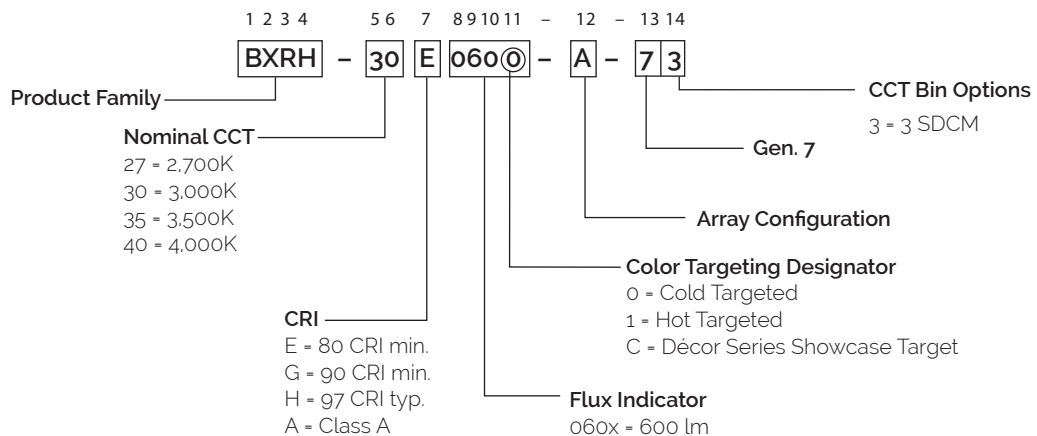 1 2 3 4 5 6 7 8 9 10 11 – 12 – 13 14
BXRH – 30 E 0600 – A – 7 3
Product Family
CCT Bin Options
3 = 3 SDCM
Nominal CCT
27 = 2,700K
30 = 3,000K
35 = 3,500K
40 = 4,000K
Gen. 7
Array Configuration
Color Targeting Designator
0 = Cold Targeted
1 = Hot Targeted
C = Décor Series Showcase Target
CRI
E = 80 CRI min.
G = 90 CRI min.
H = 97 CRI typ.
A = Class A
Flux Indicator
060x = 600 lm